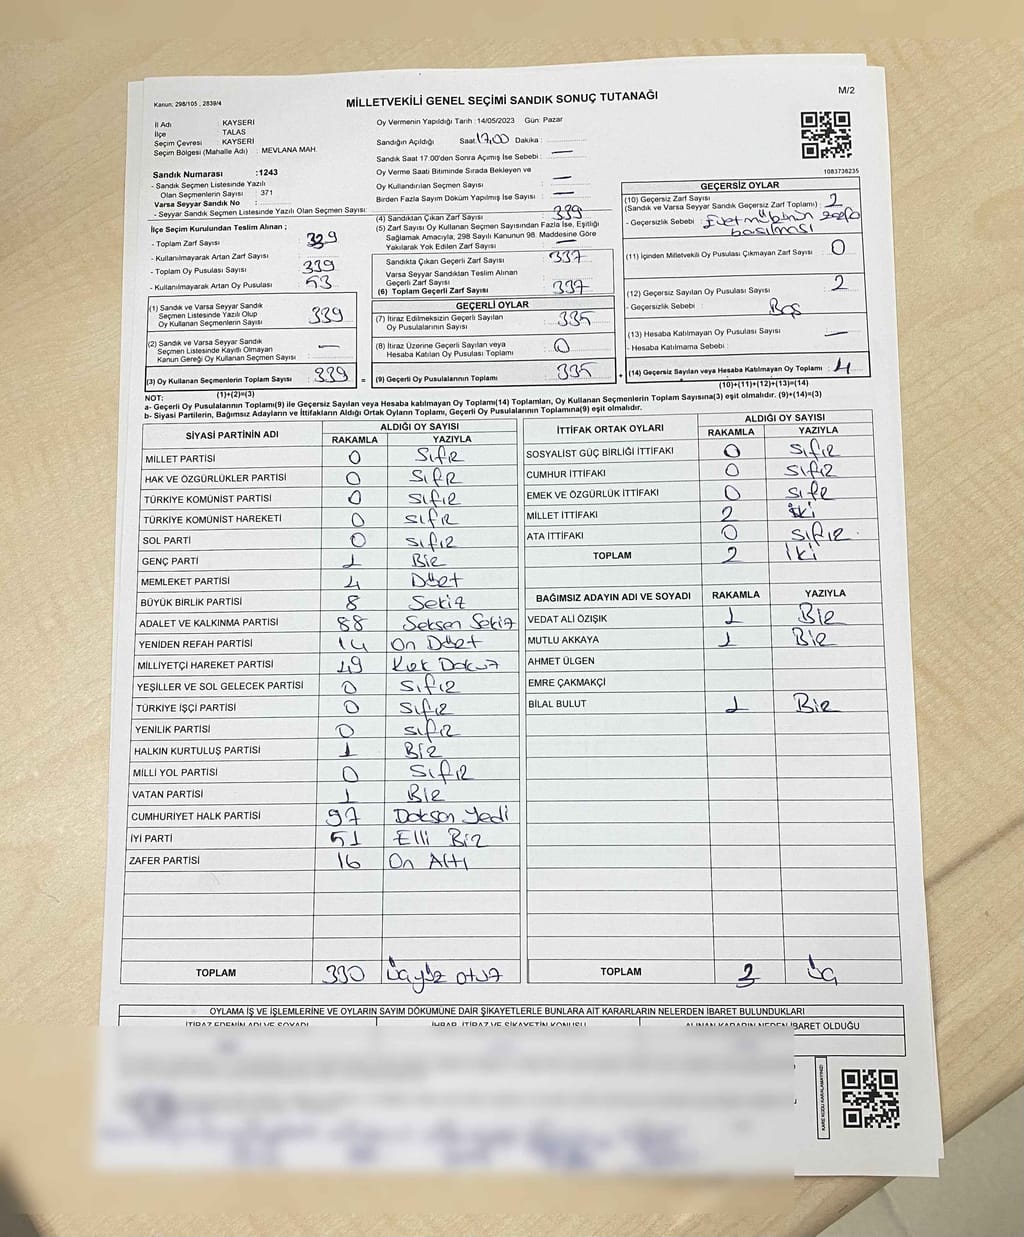 Kanun; 298/105 , 2839/4
MİLLETVEKİLİ GENEL SEÇİMİ SANDIK SONUÇ TUTANAĞI
M/2
İl Adı : KAYSERİ
İlçe : TALAS
Seçim Çevresi : KAYSERİ
Seçim Bölgesi (Mahalle Adı) : MEVLANA MAH.
Sandık Numarası :1243
- Sandık Seçmen Listesinde Yazılı
Olan Seçmenlerin Sayısı : 371
Varsa Seyyar Sandık No :
- Seyyar Sandık Seçmen Listesinde Yazılı Olan Seçmen Sayısı:
İlçe Seçim Kurulundan Teslim Alınan ;
- Toplam Zarf Sayısı : 339
- Kullanılmayarak Artan Zarf Sayısı :
- Toplam Oy Pusulası Sayısı : 339
- Kullanılmayarak Artan Oy Pusulası : 53
(1) Sandık ve Varsa Seyyar Sandık
Seçmen Listesinde Yazılı Olup
Oy Kullanan Seçmenlerin Sayısı : 339
(2) Sandık ve Varsa Seyyar Sandık
Seçmen Listesinde Kayıtlı Olmayan
Kanun Gereği Oy Kullanan Seçmen Sayısı : —
(3) Oy Kullanan Seçmenlerin Toplam Sayısı : 339
(1)+(2)=(3)
Oy Vermenin Yapıldığı Tarih :14/05/2023 Gün: Pazar
Sandığın Açıldığı Saat: 17,00 Dakika :
Sandık Saat 17.00'den Sonra Açımış İse Sebebi : —
Oy Verme Saati Bitiminde Sırada Bekleyen ve
Oy Kullandırılan Seçmen Sayısı : —
Birden Fazla Sayım Döküm Yapılmış İse Sayısı : —
(4) Sandıktan Çıkan Zarf Sayısı : 339
(5) Zarf Sayısı Oy Kullanan Seçmen Sayısından Fazla İse, Eşitliği
Sağlamak Amacıyla, 298 Sayılı Kanunun 98. Maddesine Göre
Yakılarak Yok Edilen Zarf Sayısı : —
Sandıkta Çıkan Geçerli Zarf Sayısı : 337
Varsa Seyyar Sandıktan Teslim Alınan
Geçerli Zarf Sayısı :
(6) Toplam Geçerli Zarf Sayısı : 337
GEÇERLİ OYLAR
(7) İtiraz Edilmeksizin Geçerli Sayılan
Oy Pusulalarının Sayısı : 335
(8) İtiraz Üzerine Geçerli Sayılan veya
Hesaba Katılan Oy Pusulası Toplamı : 0
= (9) Geçerli Oy Pusulalarının Toplamı : 335
1083738235
GEÇERSİZ OYLAR
(10) Geçersiz Zarf Sayısı
(Sandık ve Varsa Seyyar Sandık Geçersiz Zarf Toplamı) : 2
- Geçersizlik Sebebi : Evet mührünün zarfa
basılması
(11) İçinden Milletvekili Oy Pusulası Çıkmayan Zarf Sayısı : 0
(12) Geçersiz Sayılan Oy Pusulası Sayısı : 2
- Geçersizlik Sebebi : Boş
(13) Hesaba Katılmayan Oy Pusulası Sayısı : —
- Hesaba Katılmama Sebebi :
+ (14) Geçersiz Sayılan veya Hesaba Katılmayan Oy Toplamı : 4
(10)+(11)+(12)+(13)=(14)
NOT:
a- Geçerli Oy Pusulalarının Toplamı(9) ile Geçersiz Sayılan veya Hesaba katılmayan Oy Toplamı(14) Toplamları, Oy Kullanan Seçmenlerin Toplam Sayısına(3) eşit olmalıdır. (9)+(14)=(3)
b- Siyasi Partilerin, Bağımsız Adayların ve İttifakların Aldığı Ortak Oyların Toplamı, Geçerli Oy Pusulalarının Toplamına(9) eşit olmalıdır.
SİYASİ PARTİNİN ADI ALDIĞI OY SAYISI
RAKAMLA YAZIYLA
MİLLET PARTİSİ 0 Sıfır
HAK VE ÖZGÜRLÜKLER PARTİSİ 0 Sıfır
TÜRKİYE KOMÜNİST PARTİSİ 0 sıfır
TÜRKİYE KOMÜNİST HAREKETİ 0 sıfır
SOL PARTİ 0 sıfır
GENÇ PARTİ 1 Bir
MEMLEKET PARTİSİ 4 Dört
BÜYÜK BİRLİK PARTİSİ 8 Sekiz
ADALET VE KALKINMA PARTİSİ 88 Seksen Sekiz
YENİDEN REFAH PARTİSİ 14 On Dört
MİLLİYETÇİ HAREKET PARTİSİ 49 Kırk Dokuz
YEŞİLLER VE SOL GELECEK PARTİSİ 0 sıfır
TÜRKİYE İŞÇİ PARTİSİ 0 sıfır
YENİLİK PARTİSİ 0 sıfır
HALKIN KURTULUŞ PARTİSİ 1 Bir
MİLLİ YOL PARTİSİ 0 Sıfır
VATAN PARTİSİ 1 Bir
CUMHURİYET HALK PARTİSİ 97 Doksan Yedi
İYİ PARTİ 51 Elli Bir
ZAFER PARTİSİ 16 On Altı
TOPLAM 330 Üçyüz otuz
İTTİFAK ORTAK OYLARI ALDIĞI OY SAYISI
RAKAMLA YAZIYLA
SOSYALİST GÜÇ BİRLİĞİ İTTİFAKI 0 sıfır
CUMHUR İTTİFAKI 0 sıfır
EMEK VE ÖZGÜRLÜK İTTİFAKI 0 sıfır
MİLLET İTTİFAKI 2 iki
ATA İTTİFAKI 0 sıfır
TOPLAM 2 İki
BAĞIMSIZ ADAYIN ADI VE SOYADI RAKAMLA YAZIYLA
VEDAT ALİ ÖZIŞIK 1 Bir
MUTLU AKKAYA 1 Bir
AHMET ÜLGEN
EMRE ÇAKMAKÇİ
BİLAL BULUT 1 Bir
TOPLAM 3 Üç
OYLAMA İŞ VE İŞLEMLERİNE VE OYLARIN SAYIM DÖKÜMÜNE DAİR ŞİKAYETLERLE BUNLARA AİT KARARLARIN NELERDEN İBARET BULUNDUKLARI
İTİRAZ EDENİN ADI VE SOYADI İHBAR, İTİRAZ VE ŞİKAYETİN KONUSU ALINAN KARARIN NEDEN İBARET OLDUĞU
KARE KODU KARALAMAYINIZ!